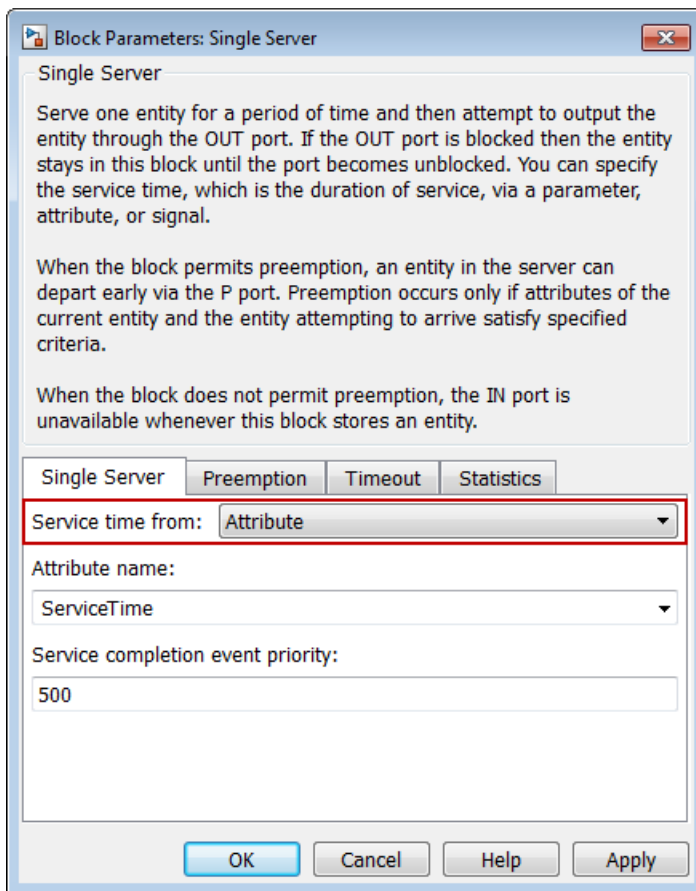 Block Parameters: Single Server
Single Server
Serve one entity for a period of time and then attempt to output the
entity through the OUT port. If the OUT port is blocked then the entity
stays in this block until the port becomes unblocked. You can specify
the service time, which is the duration of service, via a parameter,
attribute, or signal.
When the block permits preemption, an entity in the server can
depart early via the P port. Preemption occurs only if attributes of the
current entity and the entity attempting to arrive satisfy specified
criteria.
When the block does not permit preemption, the IN port is
unavailable whenever this block stores an entity.
Single Server Preemption Timeout Statistics
Service time from: Attribute
Attribute name:
ServiceTime
Service completion event priority:
500
OK Cancel Help Apply